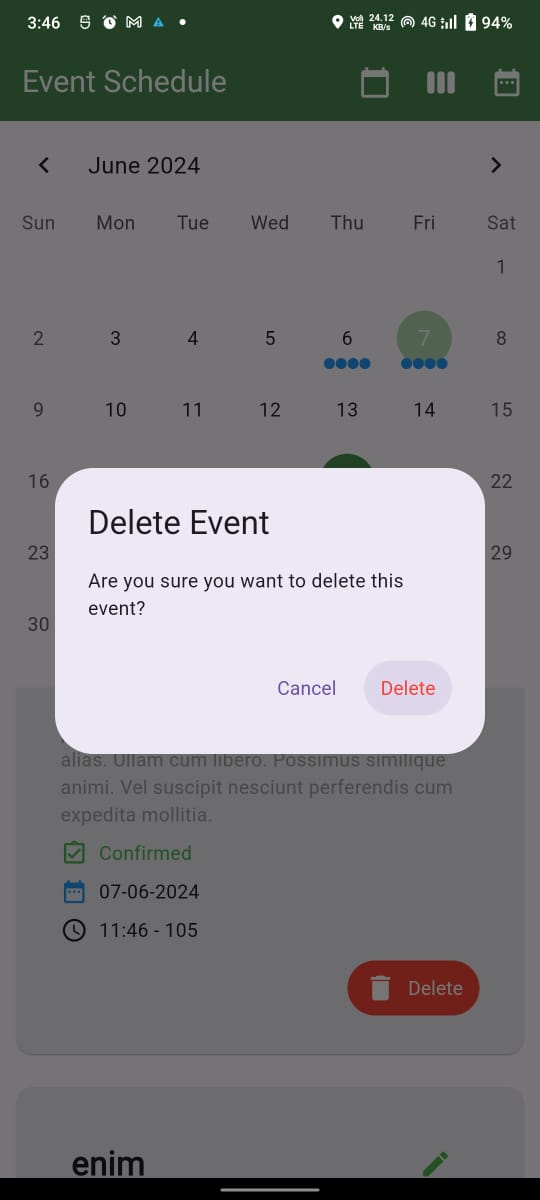 3:46
VoLTE 24.12 KB/s 4G 94%
Event Schedule
June 2024
Sun Mon Tue Wed Thu Fri Sat
1
2 3 4 5 6 7 8
9 10 11 12 13 14 15
16 22
23 29
30
Delete Event
Are you sure you want to delete this
event?
Cancel Delete
alias. Ullam cum libero. Possimus similique
animi. Vel suscipit nesciunt perferendis cum
expedita mollitia.
Confirmed
07-06-2024
11:46 - 105
Delete
enim